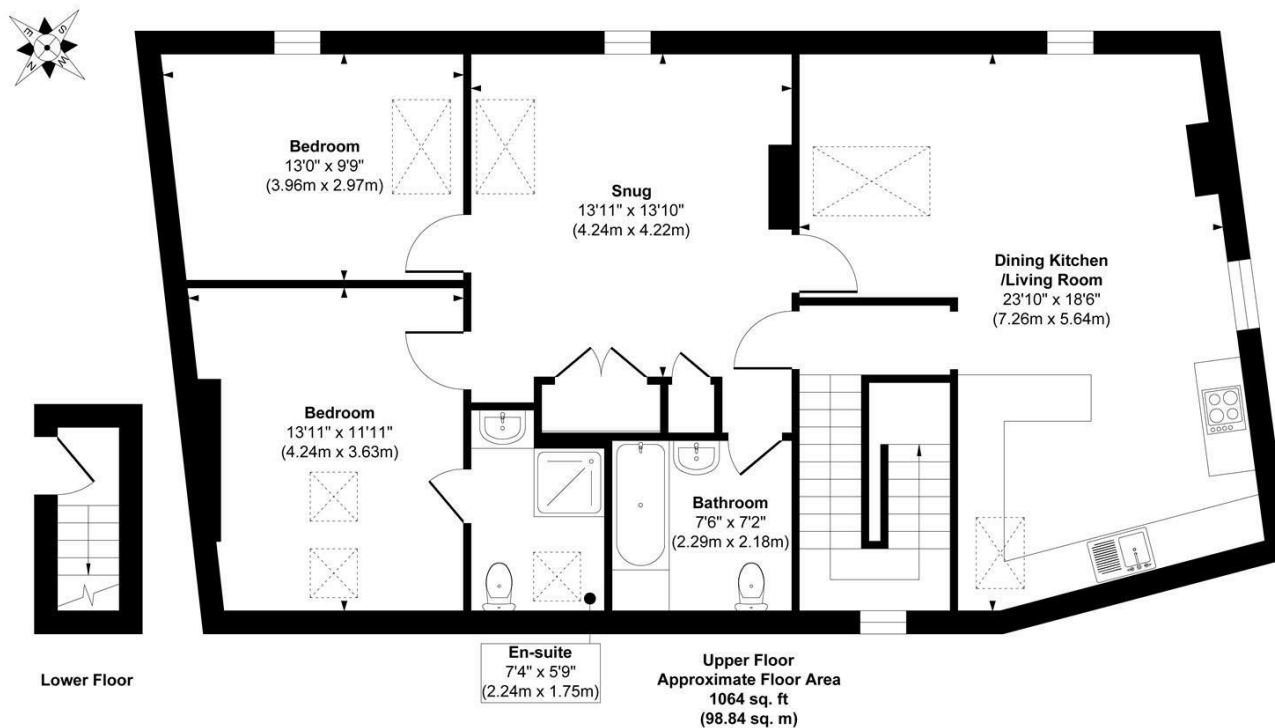 S
E
W
N
Bedroom
13'0" x 9'9"
(3.96m x 2.97m)
Snug
13'11" x 13'10"
(4.24m x 4.22m)
Dining Kitchen
/Living Room
23'10" x 18'6"
(7.26m x 5.64m)
Bedroom
13'11" x 11'11"
(4.24m x 3.63m)
Bathroom
7'6" x 7'2"
(2.29m x 2.18m)
En-suite
7'4" x 5'9"
(2.24m x 1.75m)
Lower Floor
Upper Floor
Approximate Floor Area
1064 sq. ft
(98.84 sq. m)